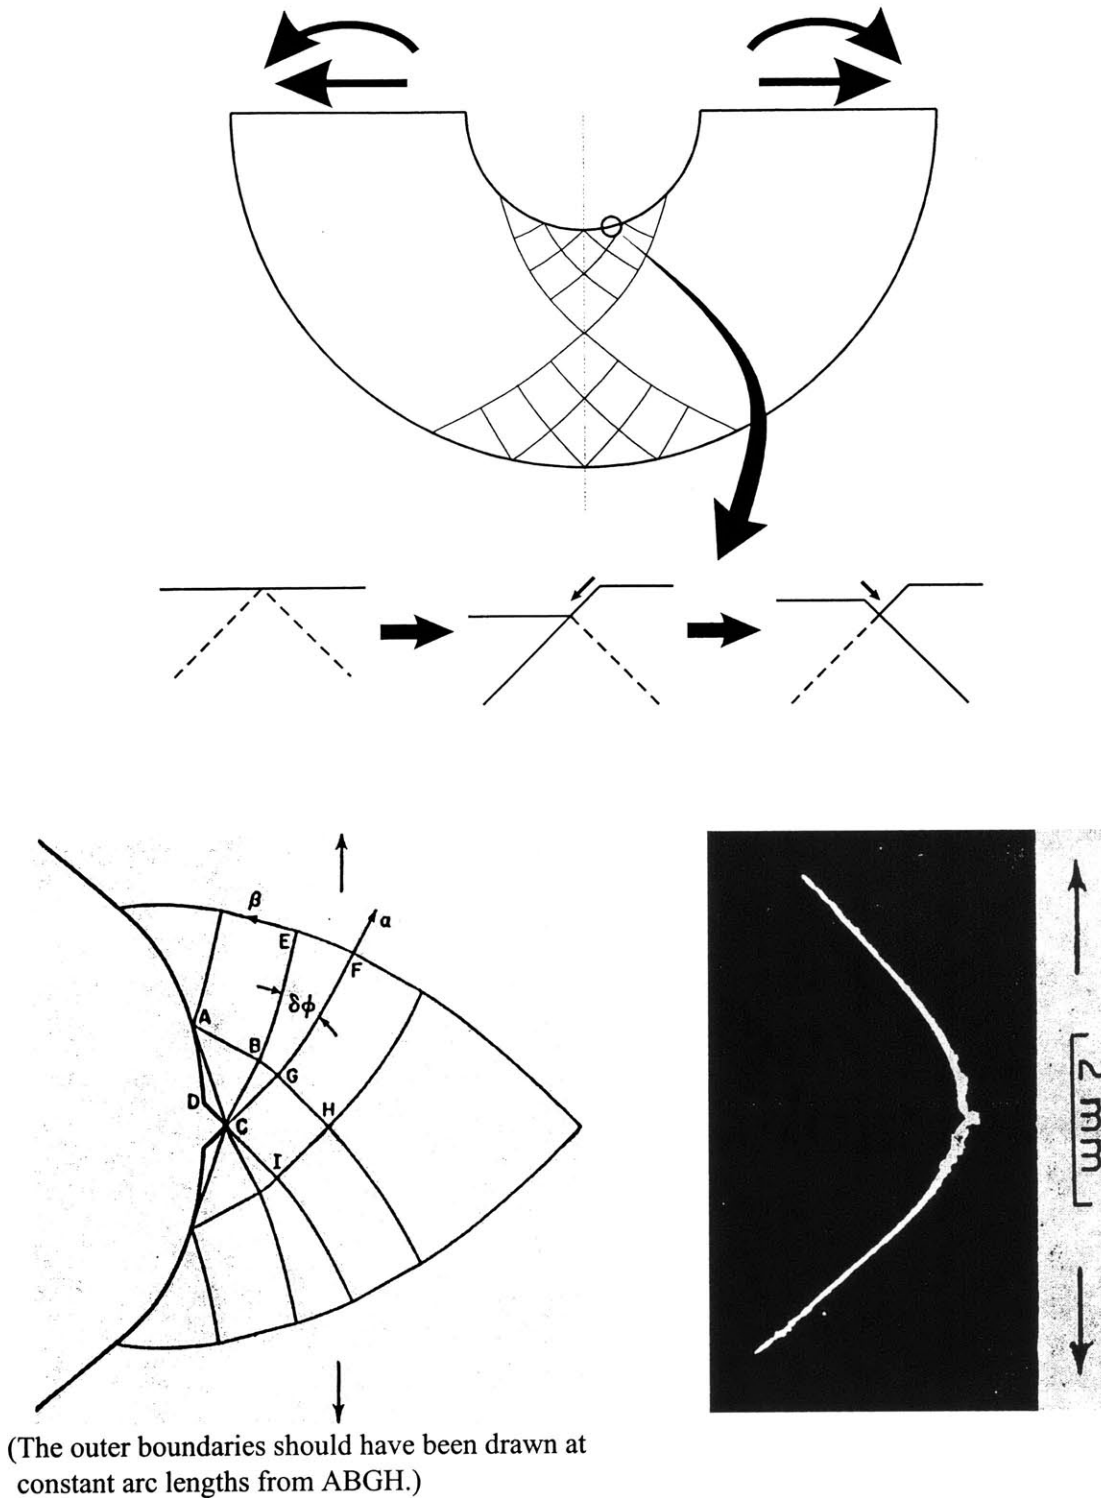 β
α
E
F
δϕ
A
B
G
D
C
H
I
2 mm
(The outer boundaries should have been drawn at
constant arc lengths from ABGH.)